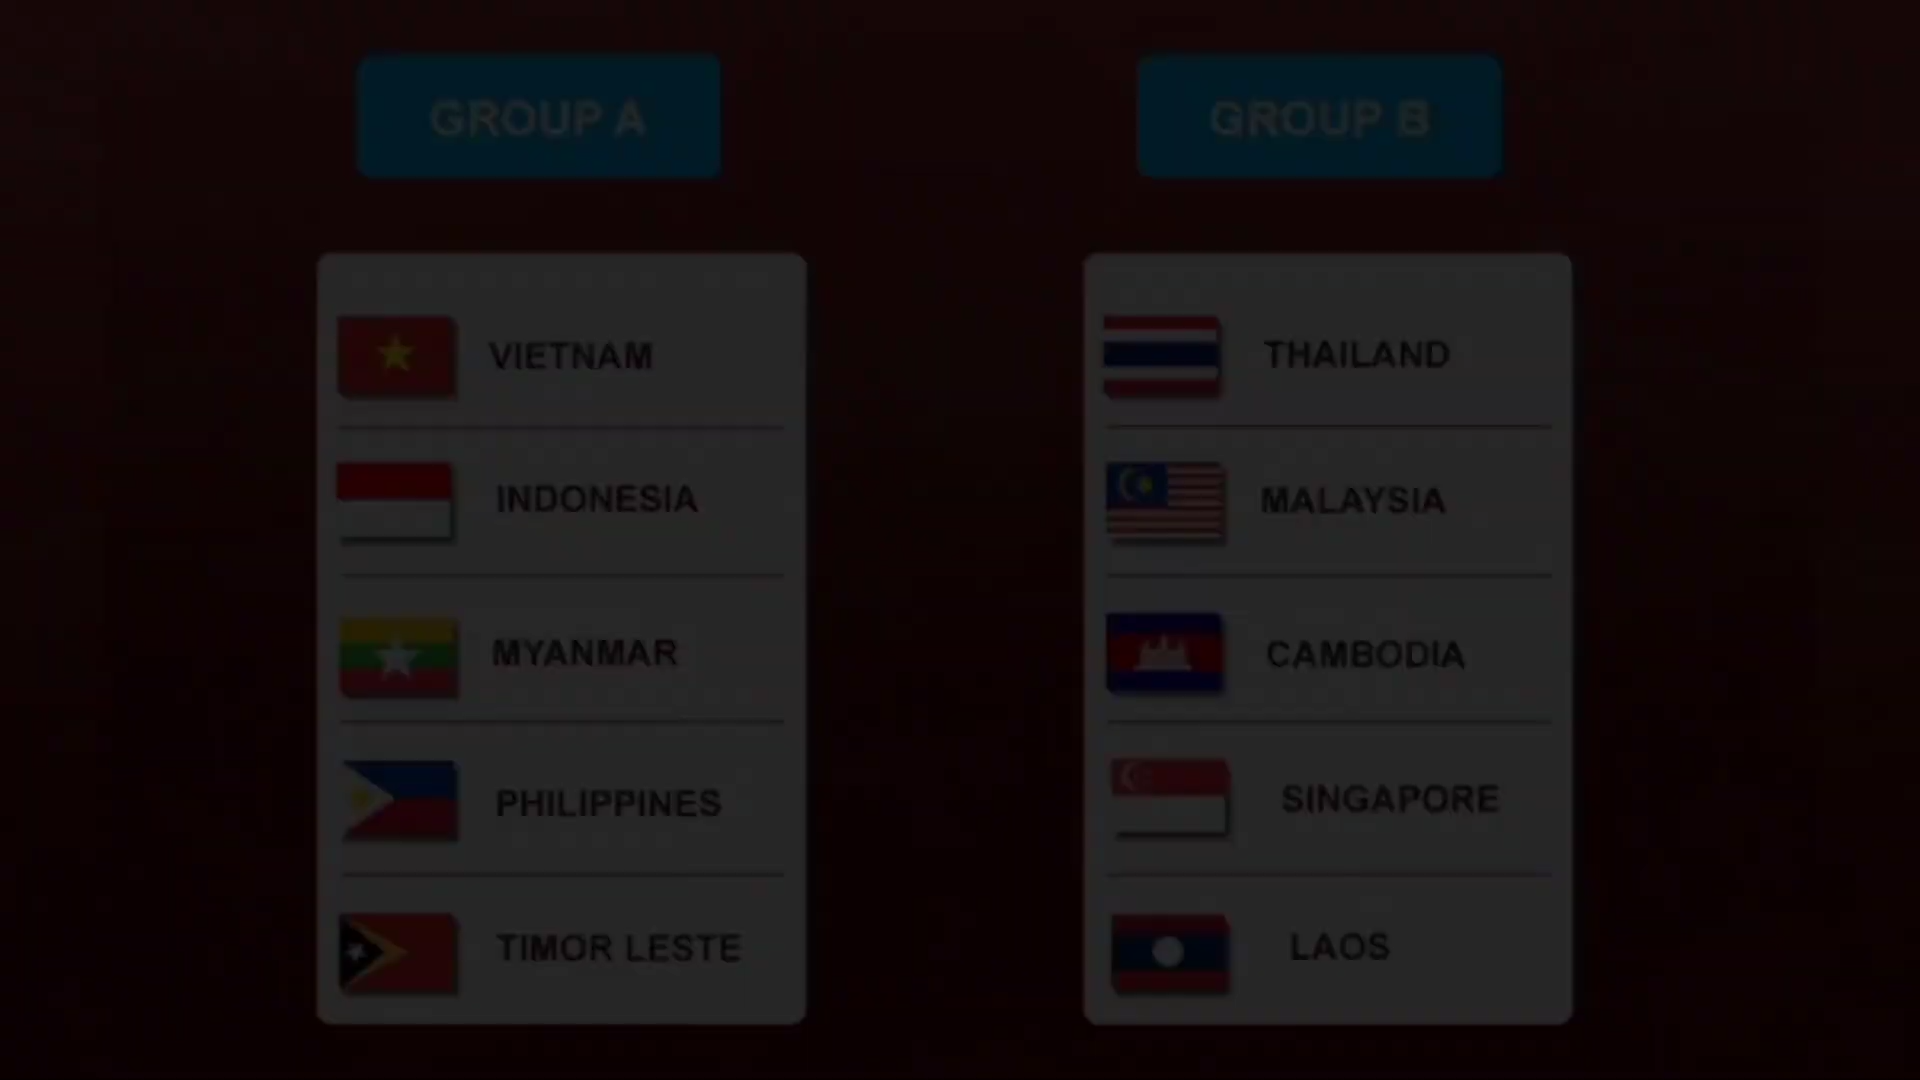 GROUP A
VIETNAM
INDONESIA
MYANMAR
PHILIPPINES
TIMOR LESTE
GROUP B
THAILAND
MALAYSIA
CAMBODIA
SINGAPORE
LAOS